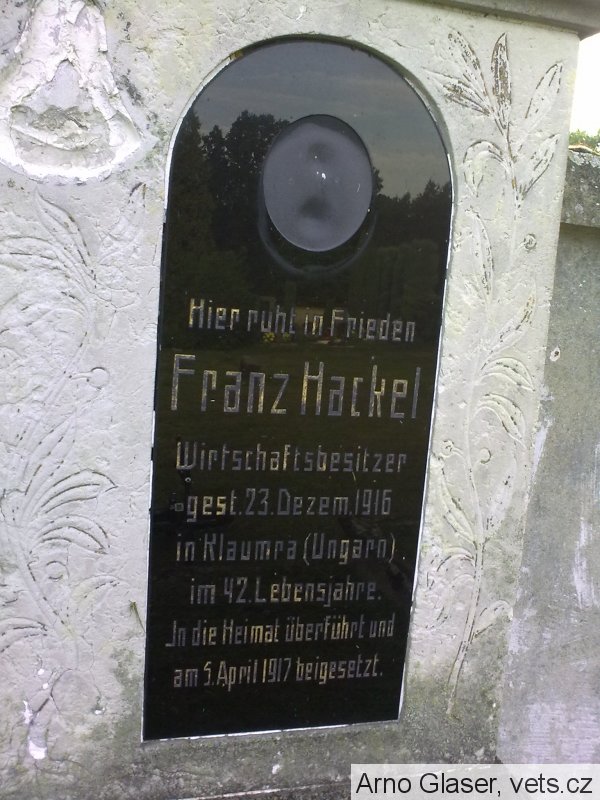 Hier ruht in Frieden
Franz Hackel
Wirtschaftsbesitzer
gest. 23. Dezem. 1916
in Klaumra (Ungarn)
im 42. Lebensjahre.
In die Heimat überführt und
am 5. April 1917 beigesetzt.
Arno Glaser, vets.cz